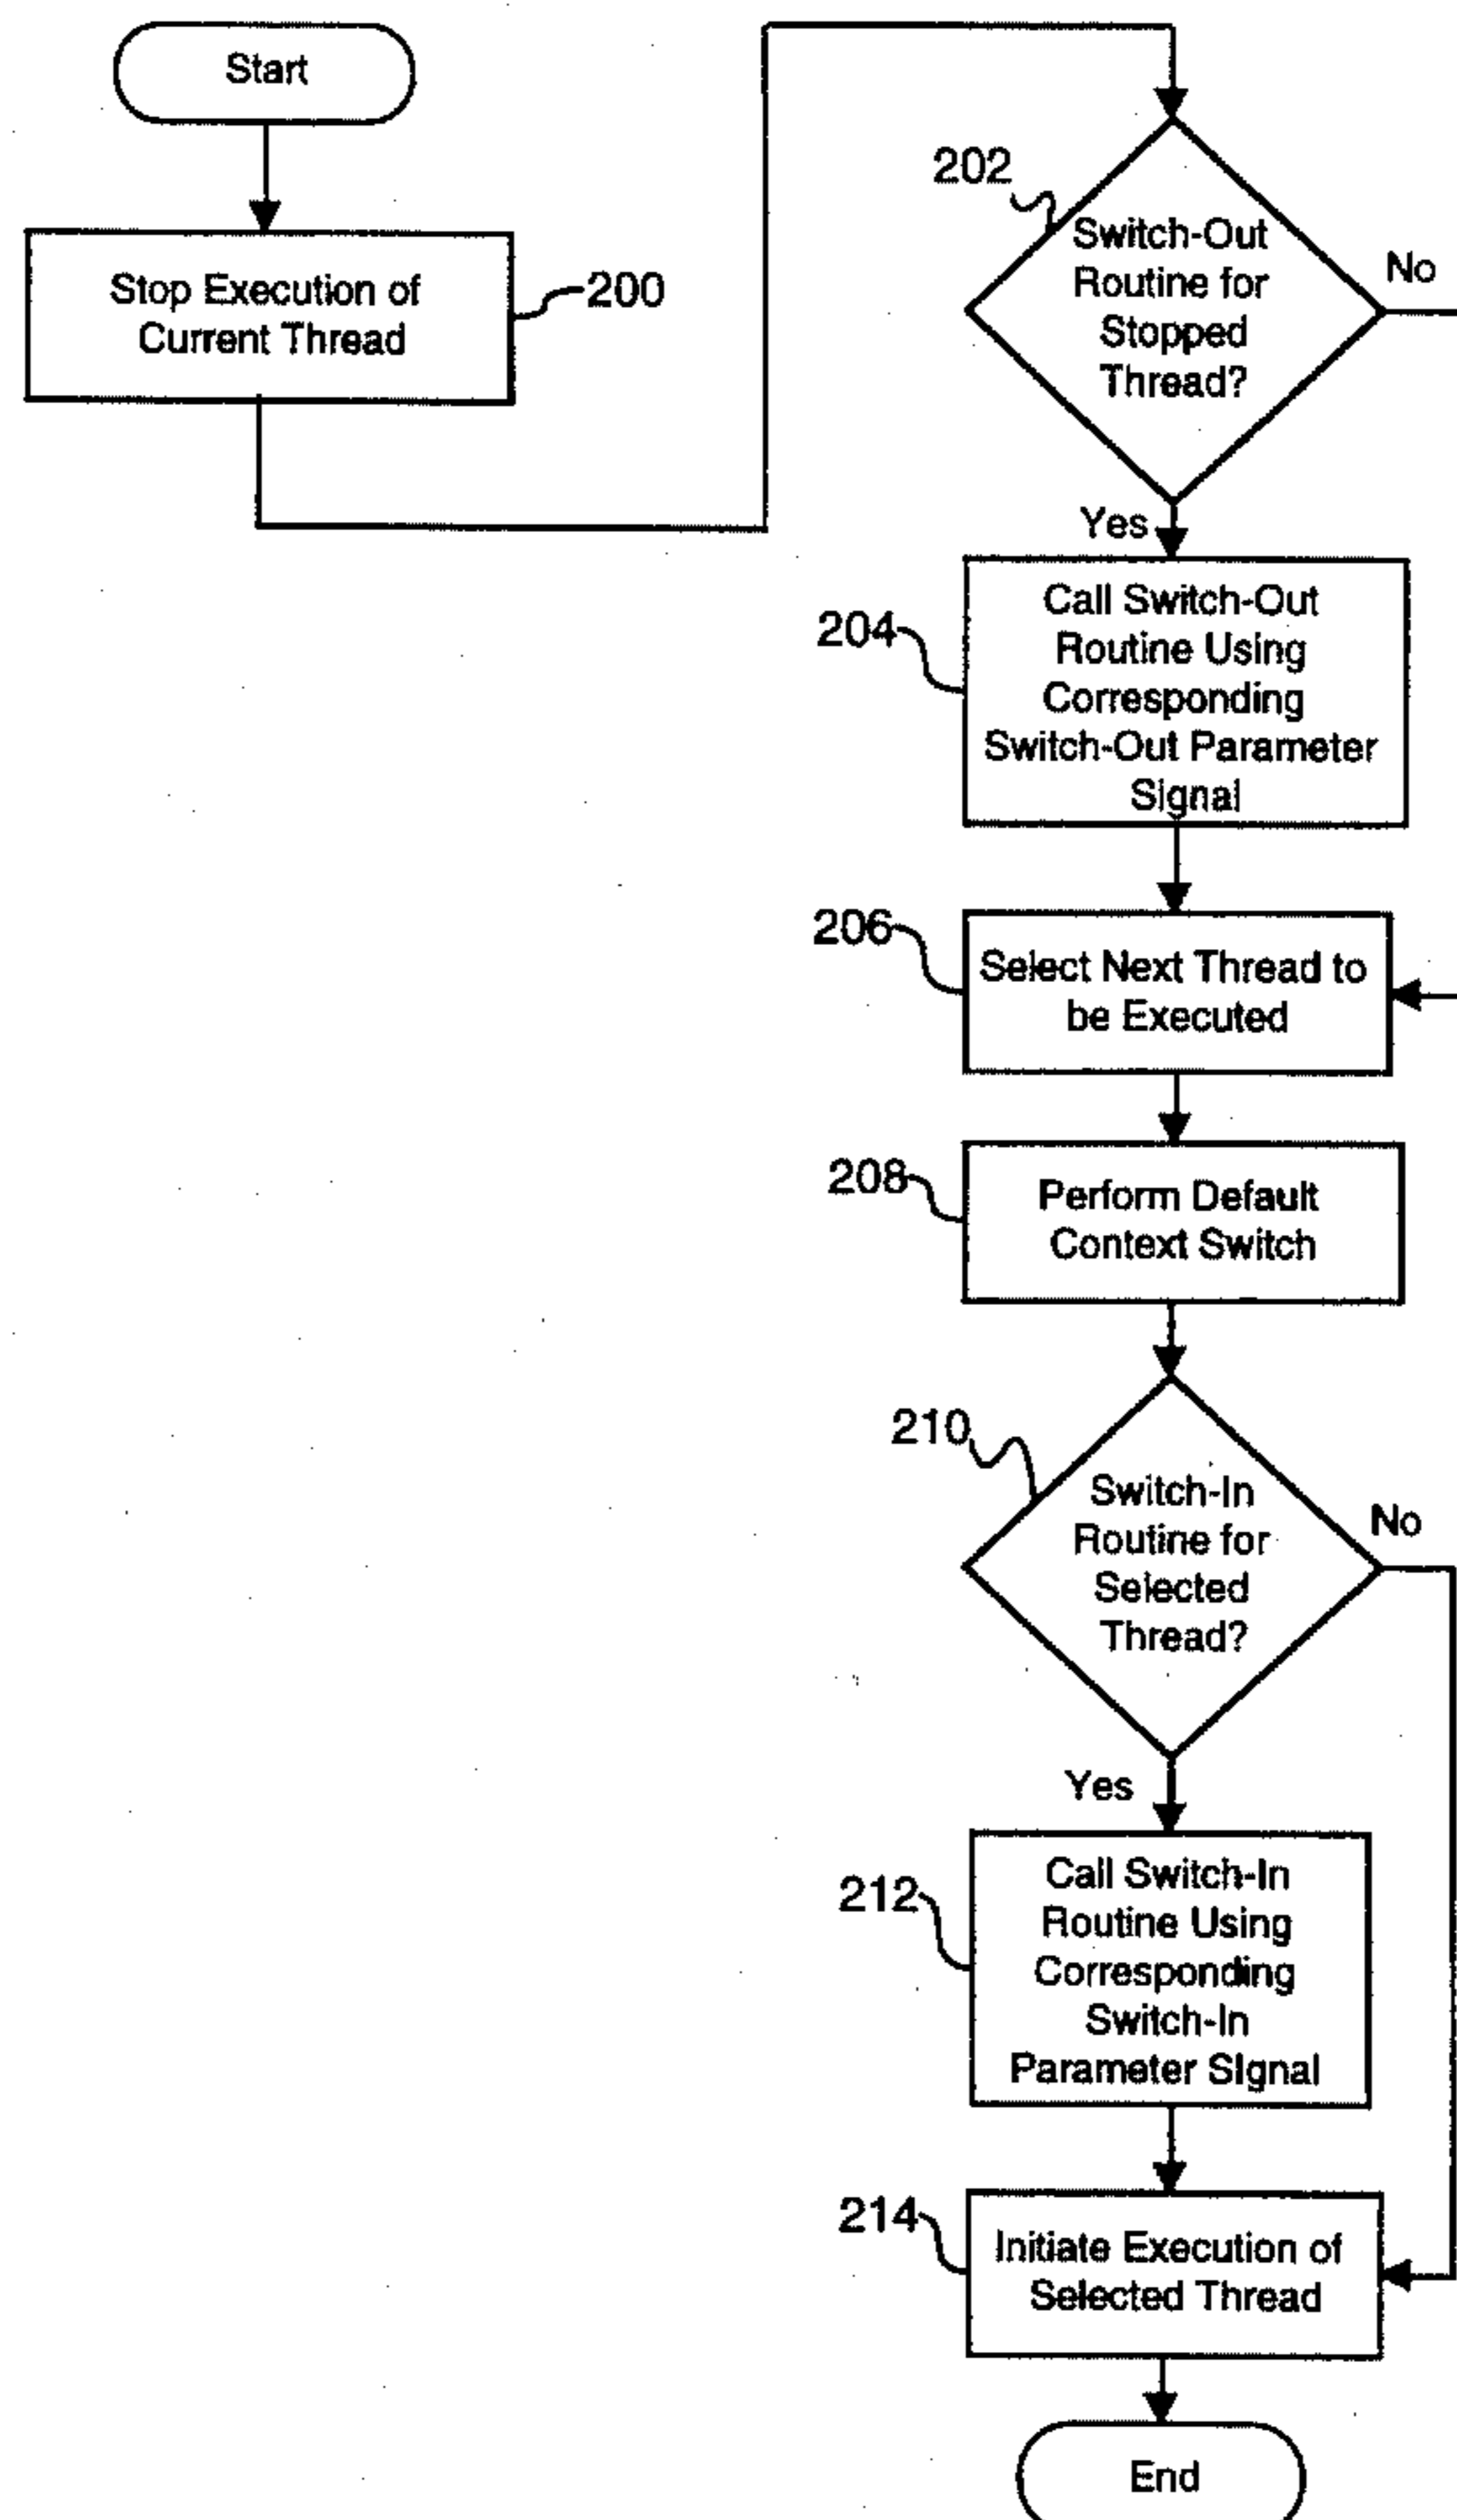 Start
Stop Execution of
Current Thread
200
202
Switch-Out
Routine for
Stopped
Thread?
No
Yes
204
Call Switch-Out
Routine Using
Corresponding
Switch-Out Parameter
Signal
206
Select Next Thread to
be Executed
208
Perform Default
Context Switch
210
Switch-In
Routine for
Selected
Thread?
No
Yes
212
Call Switch-In
Routine Using
Corresponding
Switch-In
Parameter Signal
214
Initiate Execution of
Selected Thread
End